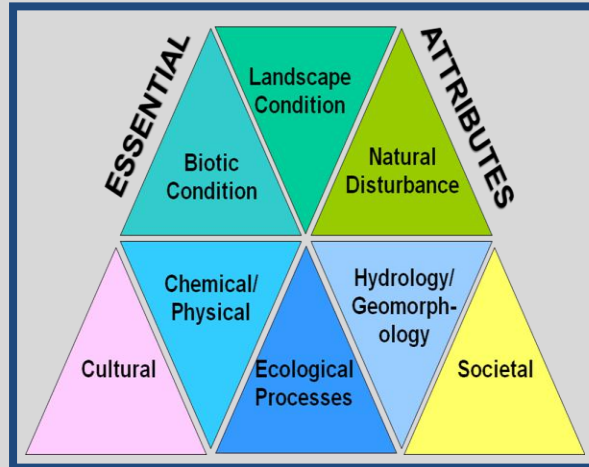 ESSENTIAL
ATTRIBUTES
Landscape
Condition
Biotic
Condition
Natural
Disturbance
Chemical/
Physical
Hydrology/
Geomorph-
ology
Cultural
Ecological
Processes
Societal